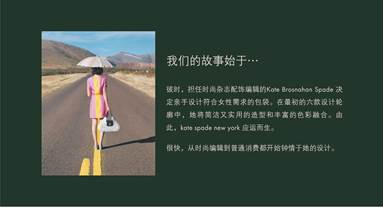 我们的故事始于…
彼时，担任时尚杂志配饰编辑的Kate Brosnahan Spade 决
定亲手设计符合女性需求的包袋。在最初的六款设计轮
廓中，她将简洁又实用的造型和丰富的色彩融合。由
此，kate spade new york 应运而生。
很快，从时尚编辑到普通消费都开始钟情于她的设计。